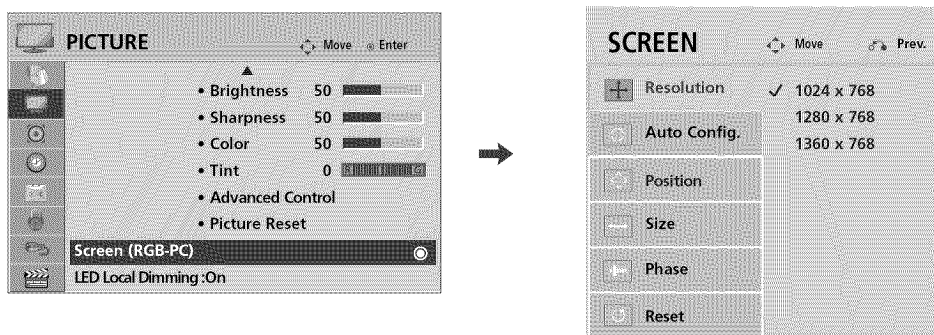 PICTURE
Move Enter
• Brightness 50
• Sharpness 50
• Color 50
• Tint 0 R G
• Advanced Control
• Picture Reset
Screen (RGB-PC)
LED Local Dimming :On
SCREEN
Move Prev.
Resolution
Auto Config.
Position
Size
Phase
Reset
✓ 1024 x 768
1280 x 768
1360 x 768